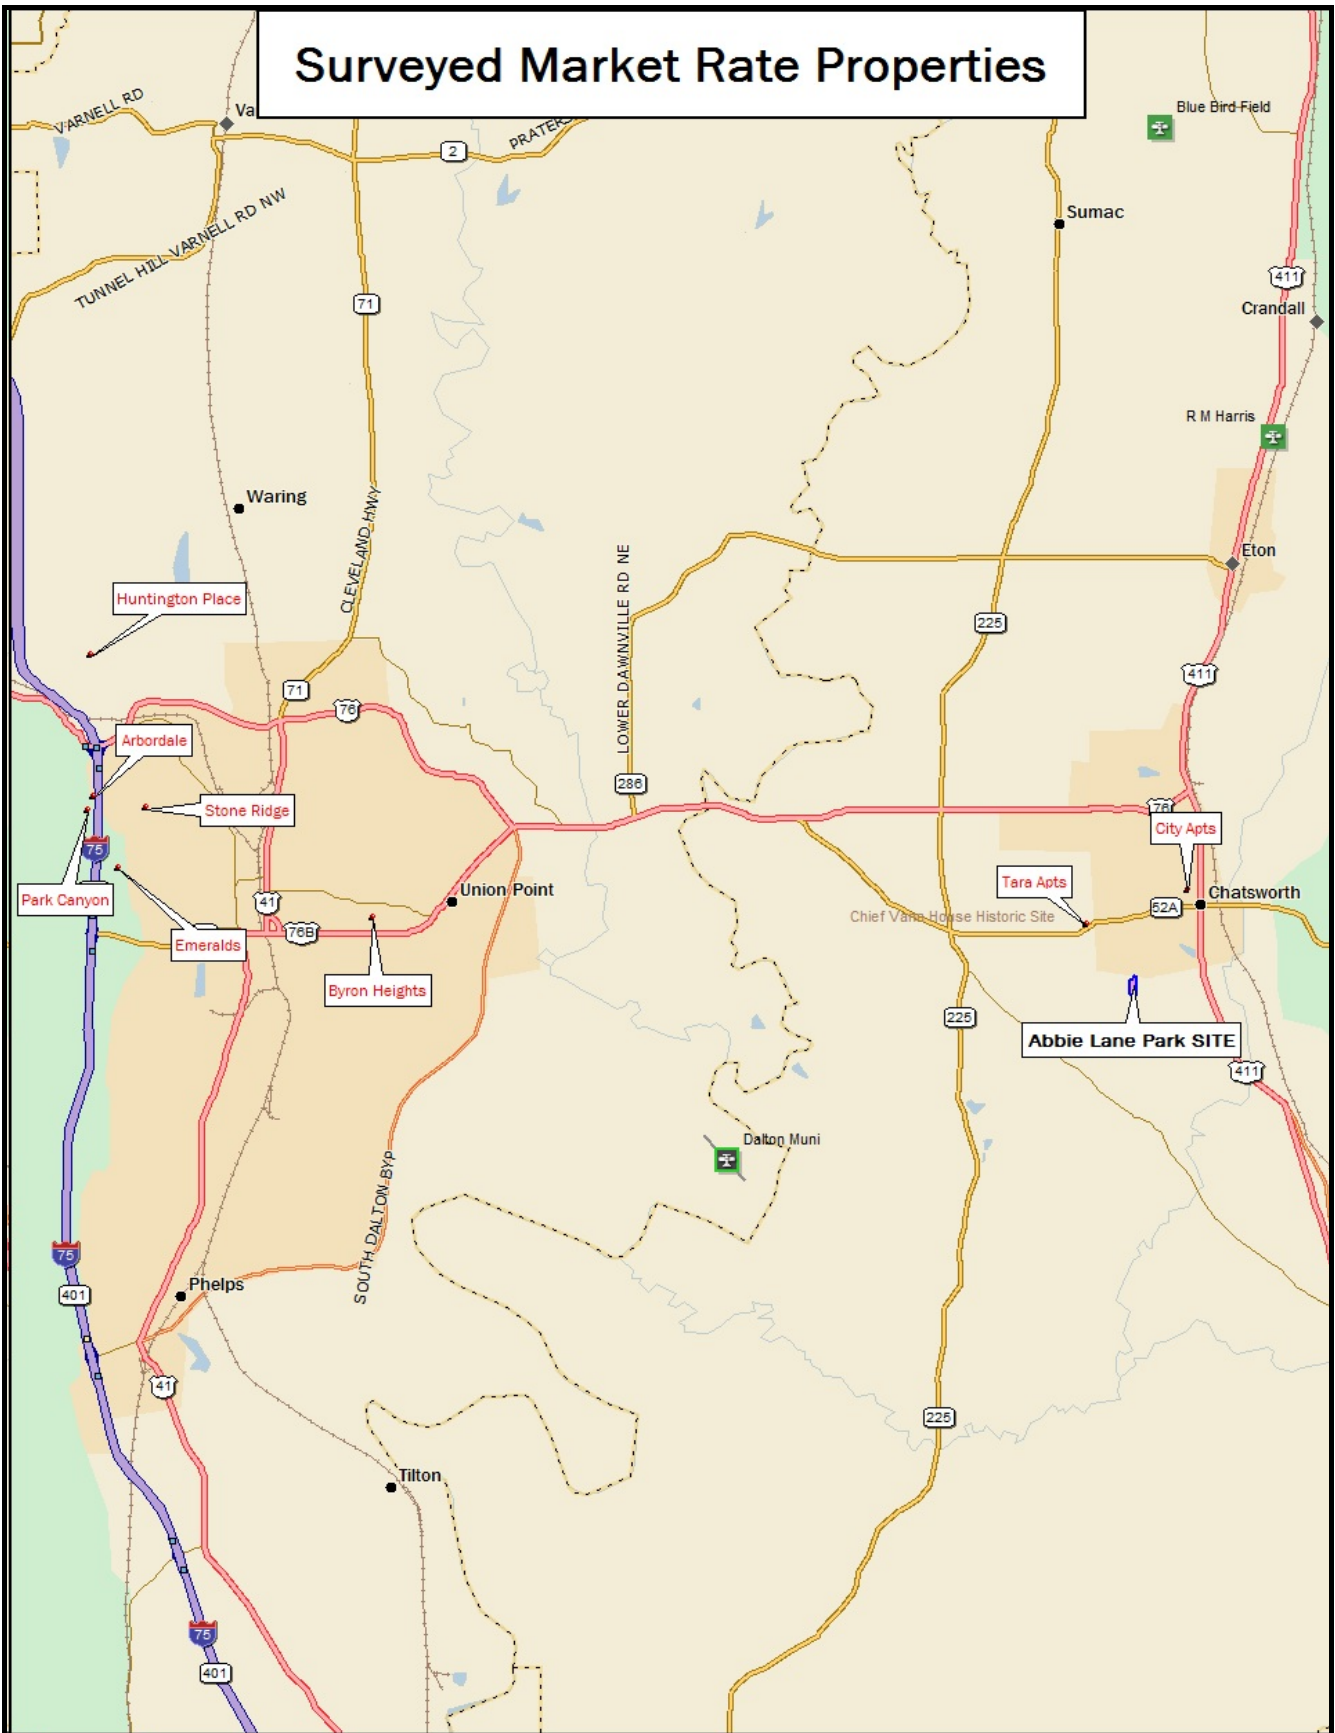 Surveyed Market Rate Properties
VARNELL RD
Va
2
PRATERS
Blue Bird Field
TUNNEL HILL VARNELL RD NW
Sumac
71
411
Crandall
R M Harris
Waring
CLEVELAND HWY
LOWER DAWNVILLE RD NE
Eton
Huntington Place
225
411
71
76
Arbordale
286
Stone Ridge
76
City Apts
75
Tara Apts
Park Canyon
41
Union Point
Chatsworth
52A
Chief Vann House Historic Site
Emeralds
76B
Byron Heights
225
Abbie Lane Park SITE
411
Dalton Muni
SOUTH DALTON BYP
75
401
Phelps
41
225
Tilton
75
401